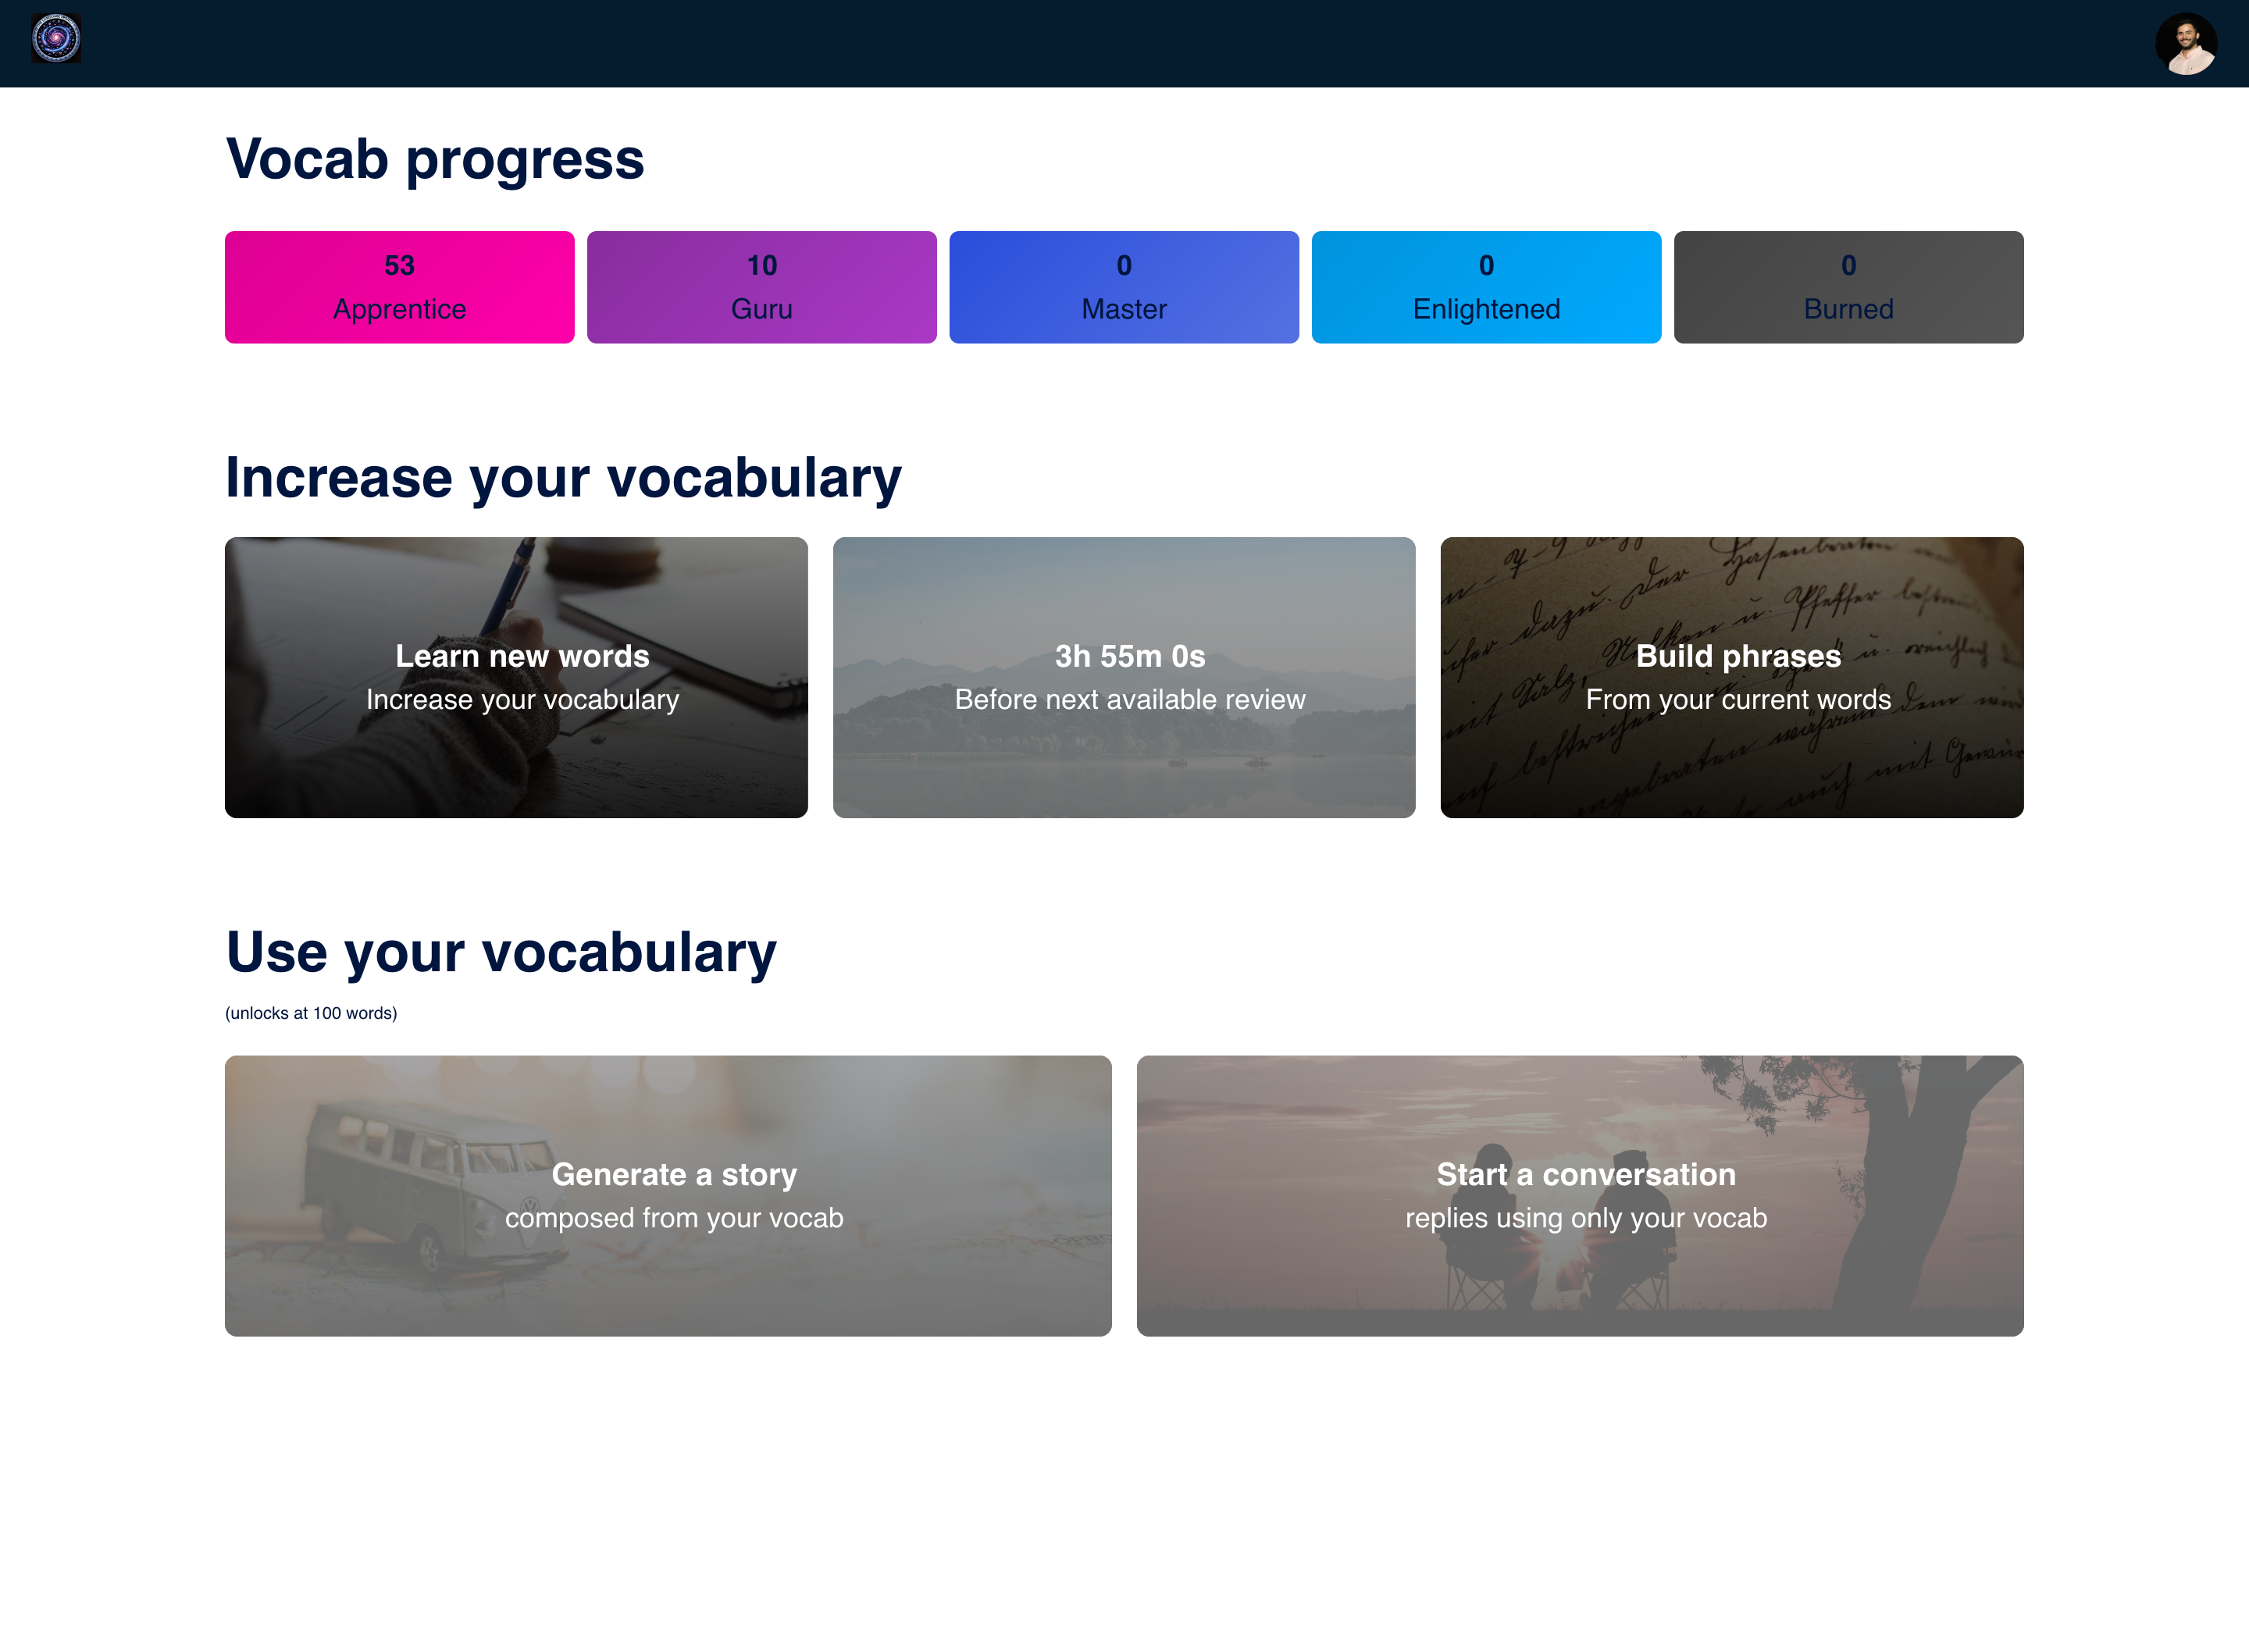 Vocab progress
53
Apprentice
10
Guru
0
Master
0
Enlightened
0
Burned
Increase your vocabulary
Learn new words
Increase your vocabulary
3h 55m 0s
Before next available review
Build phrases
From your current words
Use your vocabulary
(unlocks at 100 words)
Generate a story
composed from your vocab
Start a conversation
replies using only your vocab